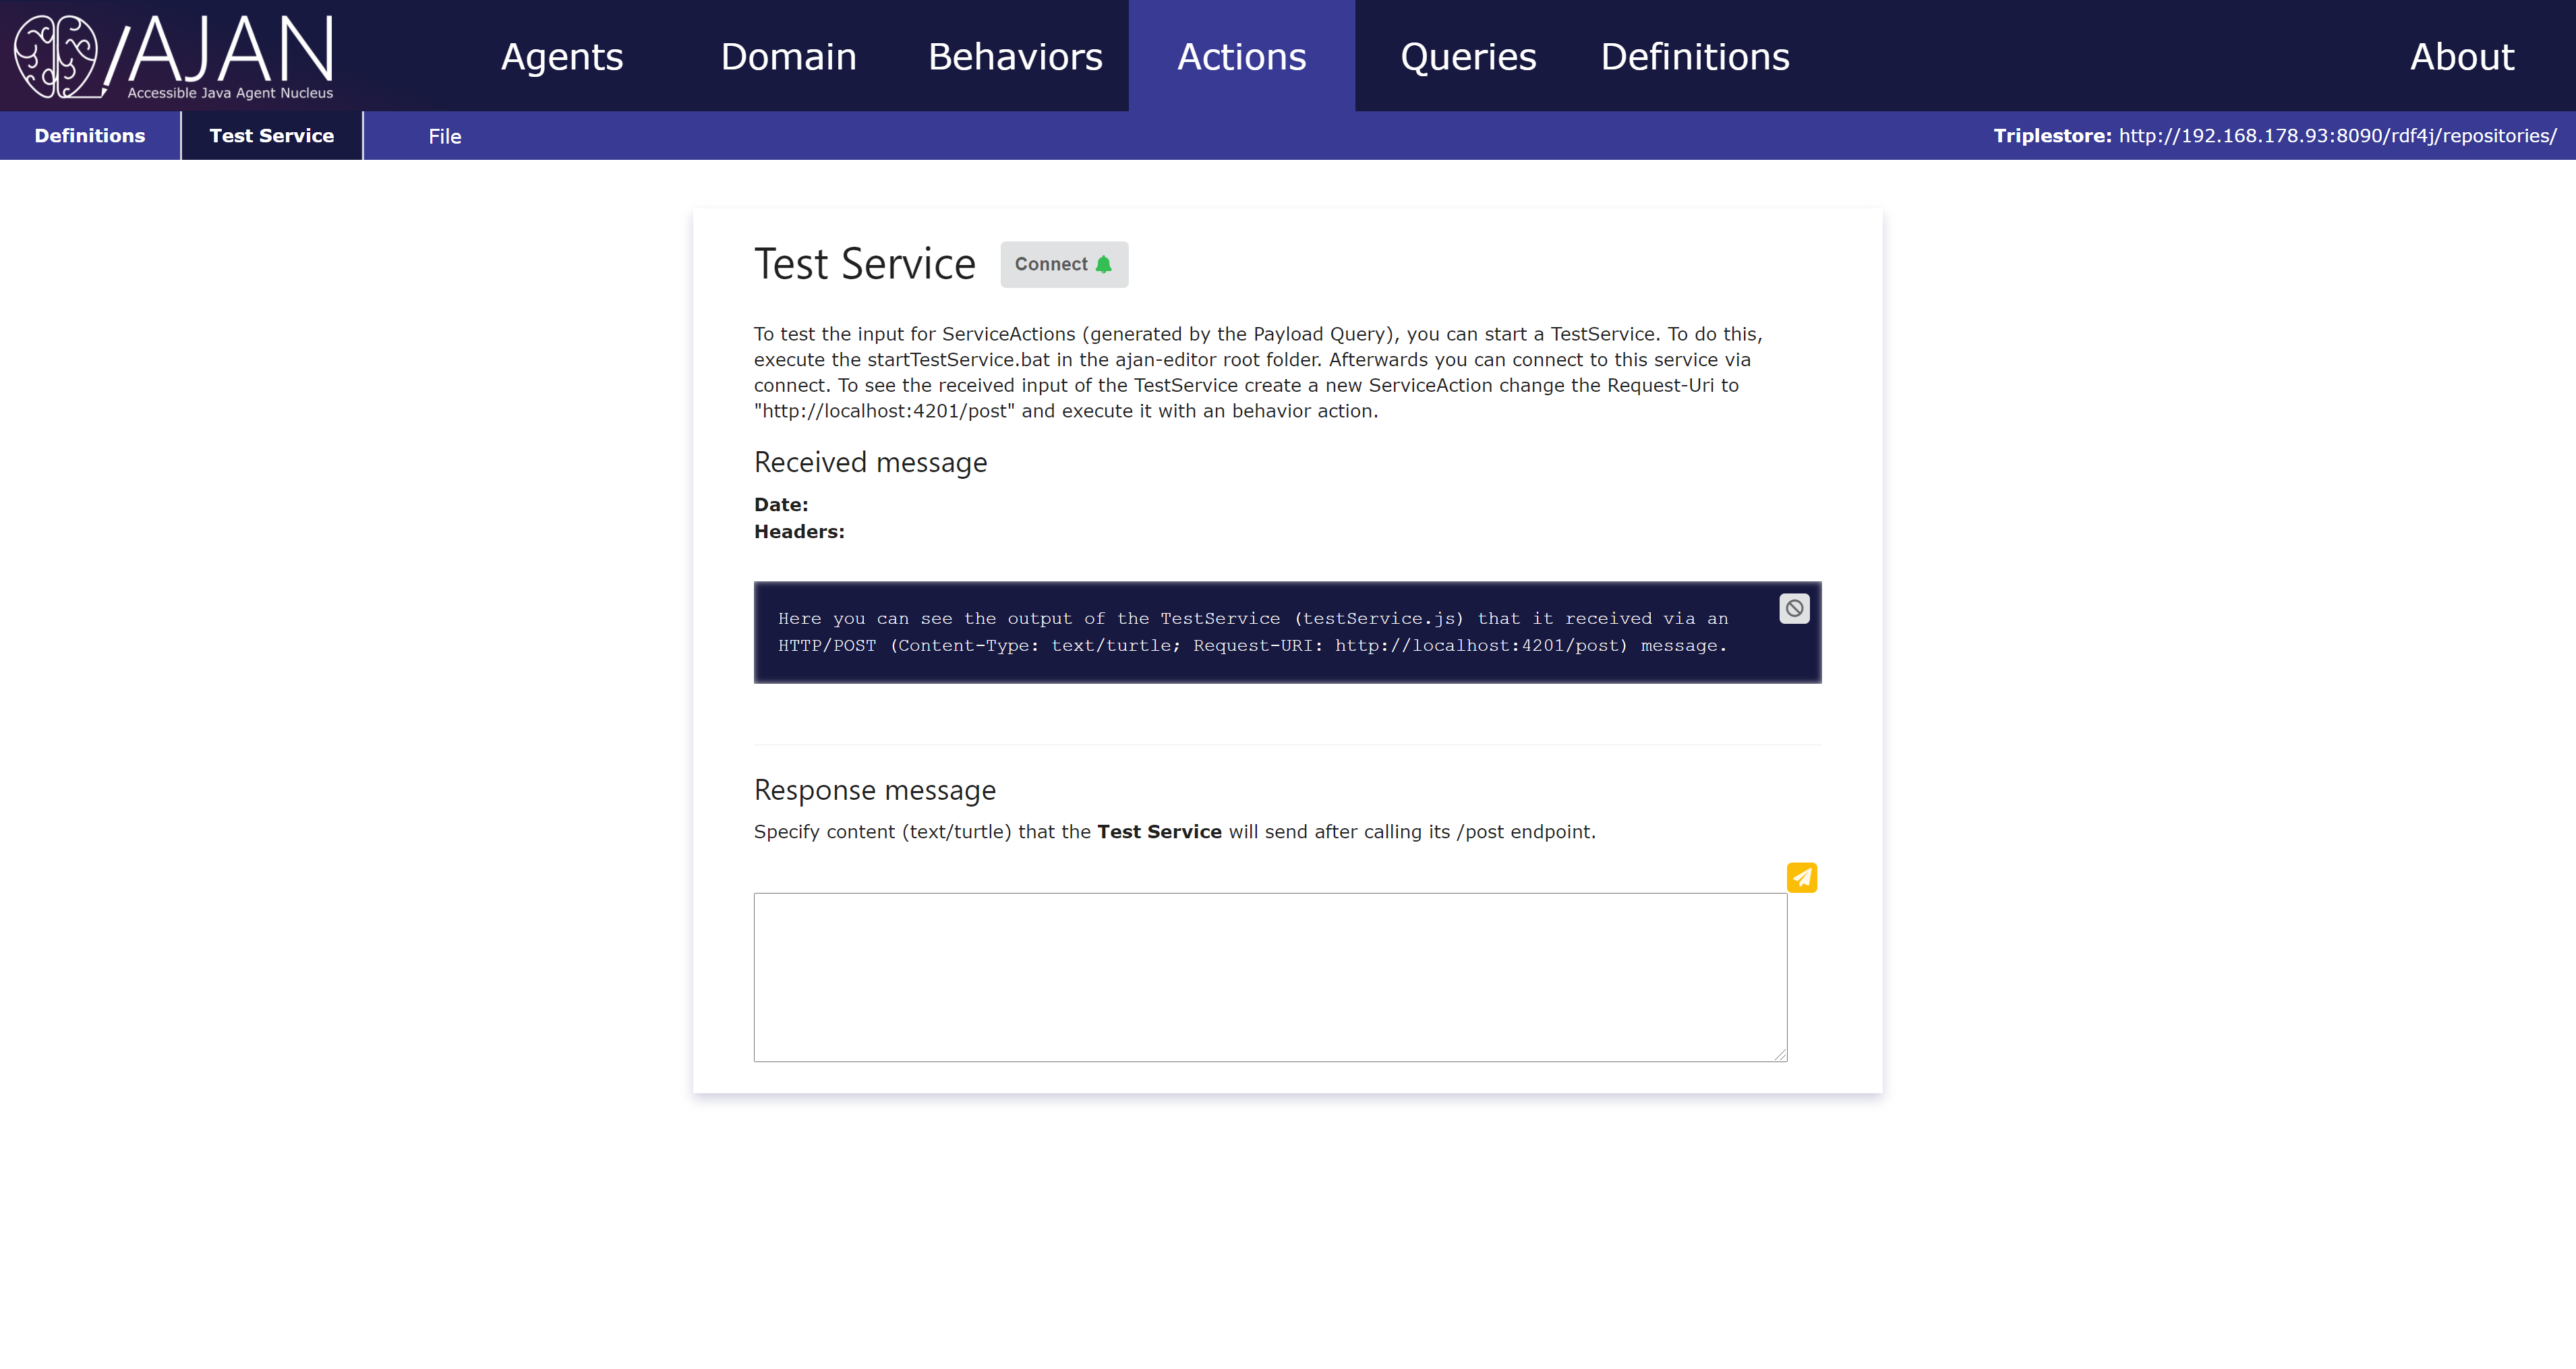 AJAN
Accessible Java Agent Nucleus
Agents
Domain
Behaviors
Actions
Queries
Definitions
About
Definitions
Test Service
File
Triplestore: http://192.168.178.93:8090/rdf4j/repositories/
Test Service
Connect
To test the input for ServiceActions (generated by the Payload Query), you can start a TestService. To do this,
execute the startTestService.bat in the ajan-editor root folder. Afterwards you can connect to this service via
connect. To see the received input of the TestService create a new ServiceAction change the Request-Uri to
"http://localhost:4201/post" and execute it with an behavior action.
Received message
Date:
Headers:
Here you can see the output of the TestService (testService.js) that it received via an
HTTP/POST (Content-Type: text/turtle; Request-URI: http://localhost:4201/post) message.
Response message
Specify content (text/turtle) that the Test Service will send after calling its /post endpoint.